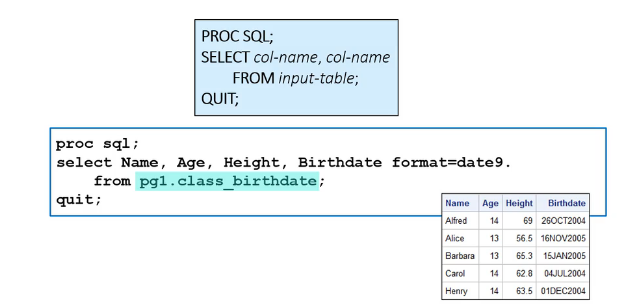 PROC SQL;
SELECT col-name, col-name
FROM input-table;
QUIT;
proc sql;
select Name, Age, Height, Birthdate format=date9.
from pg1.class_birthdate;
quit;
Name Age Height Birthdate
Alfred 14 69 26OCT2004
Alice 13 56.5 16NOV2005
Barbara 13 65.3 15JAN2005
Carol 14 62.8 04JUL2004
Henry 14 63.5 01DEC2004